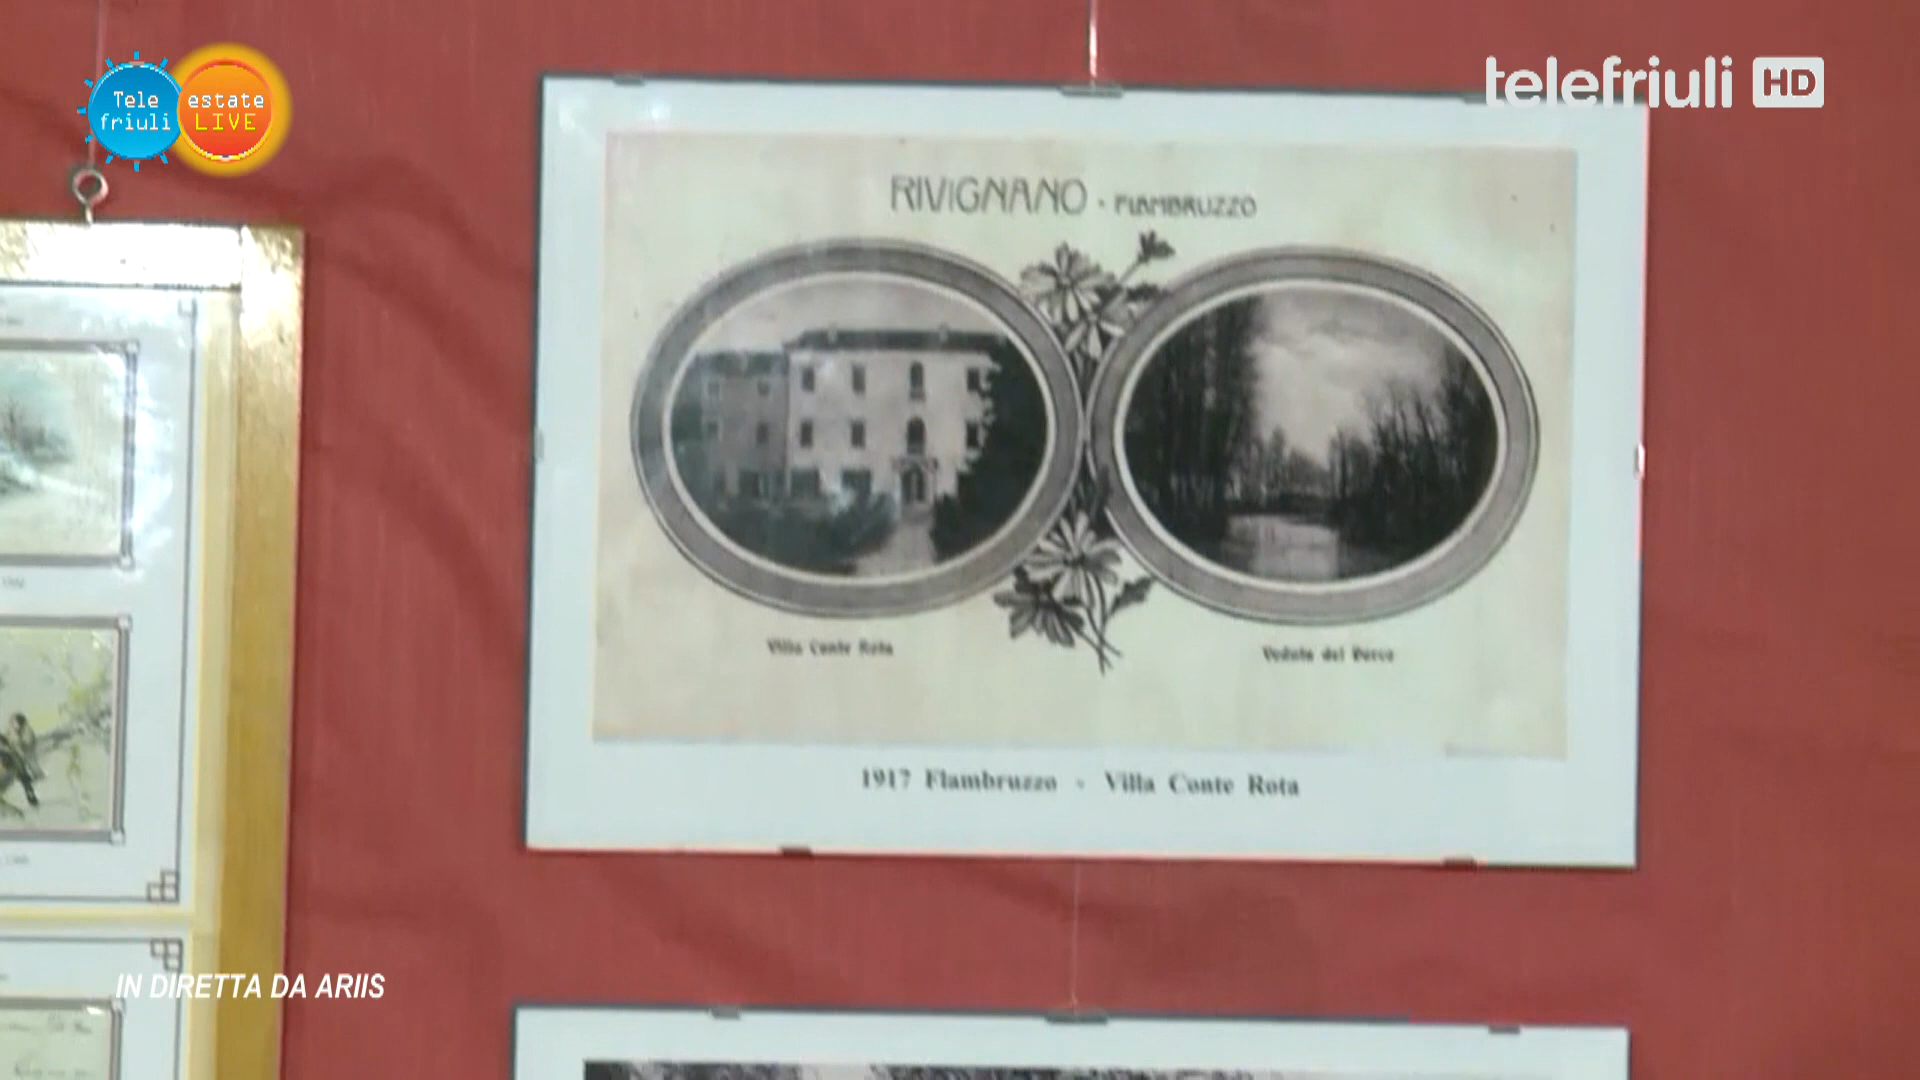 Tele
friuli
estate
LIVE
telefriuli HD
RIVIGNANO - FLAMBRUZZO
Villa Conte Rota
Veduta del Parco
1917 Flambruzzo - Villa Conte Rota
IN DIRETTA DA ARIIS